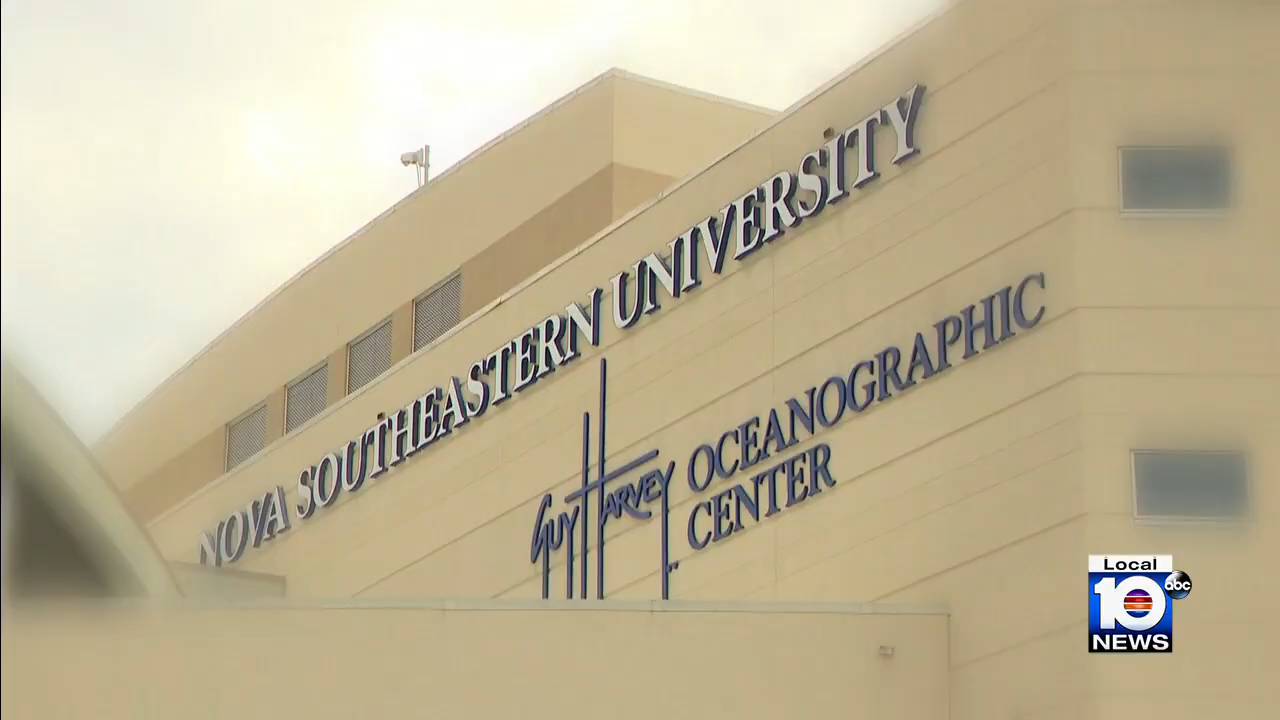 NOVA SOUTHEASTERN UNIVERSITY
GUY HARVEY
OCEANOGRAPHIC
CENTER
Local
10
abc
NEWS